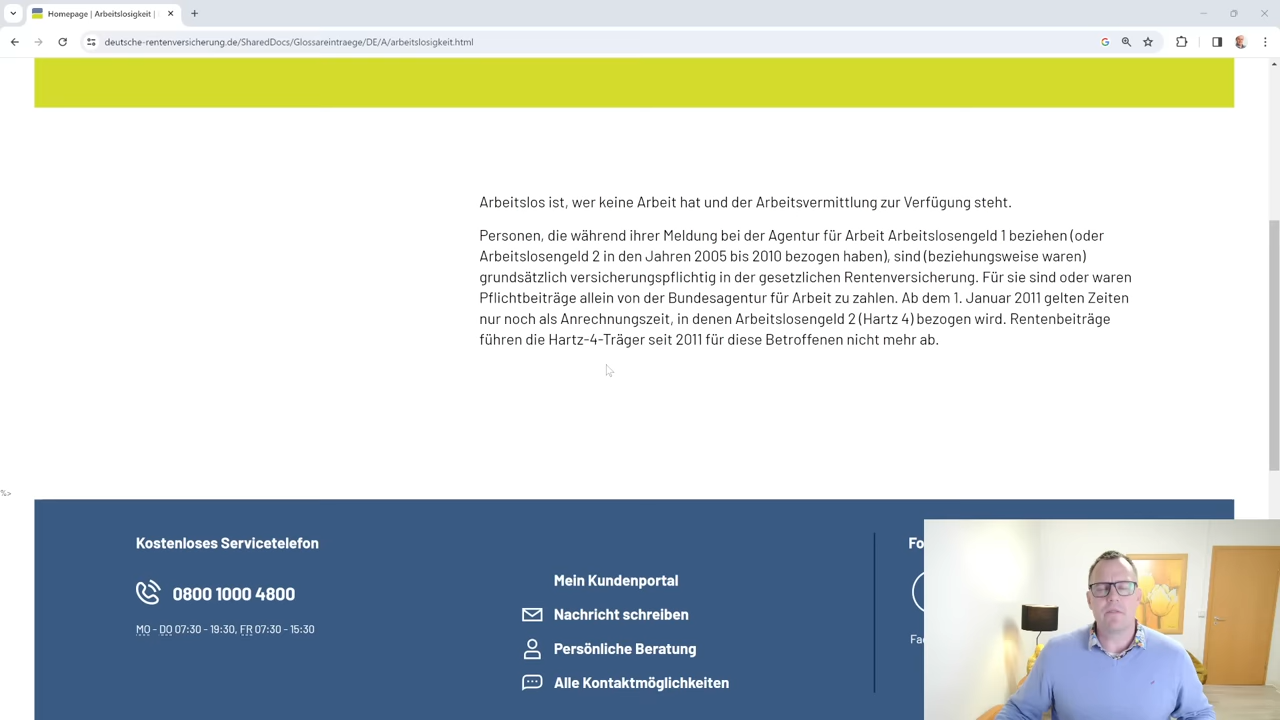 Homepage | Arbeitslosigkeit |
deutsche-rentenversicherung.de/SharedDocs/Glossareintraege/DE/A/arbeitslosigkeit.html
Arbeitslos ist, wer keine Arbeit hat und der Arbeitsvermittlung zur Verfügung steht.
Personen, die während ihrer Meldung bei der Agentur für Arbeit Arbeitslosengeld 1 beziehen (oder
Arbeitslosengeld 2 in den Jahren 2005 bis 2010 bezogen haben), sind (beziehungsweise waren)
grundsätzlich versicherungspflichtig in der gesetzlichen Rentenversicherung. Für sie sind oder waren
Pflichtbeiträge allein von der Bundesagentur für Arbeit zu zahlen. Ab dem 1. Januar 2011 gelten Zeiten
nur noch als Anrechnungszeit, in denen Arbeitslosengeld 2 (Hartz 4) bezogen wird. Rentenbeiträge
führen die Hartz-4-Träger seit 2011 für diese Betroffenen nicht mehr ab.
%>
Kostenloses Servicetelefon
0800 1000 4800
MO - DO 07:30 - 19:30, FR 07:30 - 15:30
Mein Kundenportal
Nachricht schreiben
Persönliche Beratung
Alle Kontaktmöglichkeiten
Fo
Fa